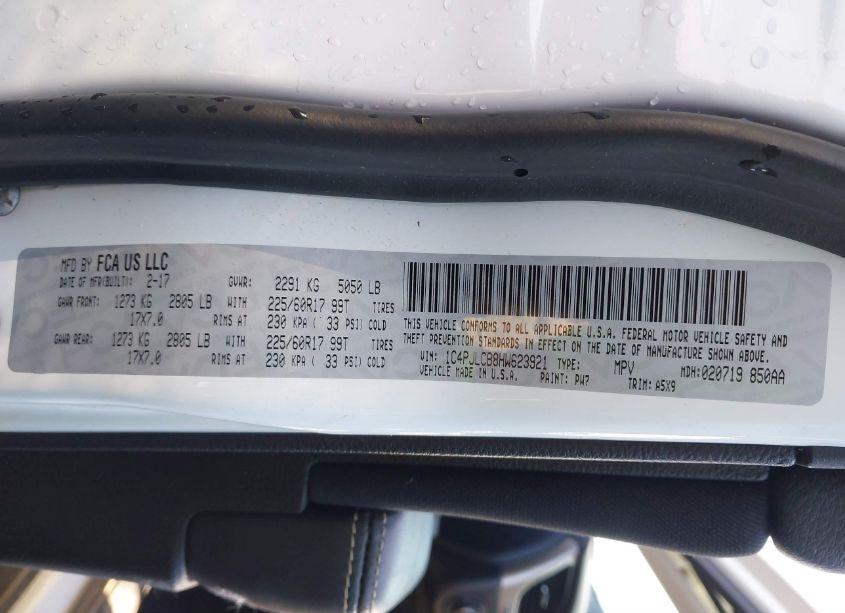 MFD BY FCA US LLC
DATE OF MFR(BUILT): 2-17 GVWR: 2291 KG 5050 LB
GAWR FRONT: 1273 KG 2805 LB WITH 225/60R17 99T TIRES
17X7.0 RIMS AT 230 KPA ( 33 PSI) COLD
GAWR REAR: 1273 KG 2805 LB WITH 225/60R17 99T TIRES
17X7.0 RIMS AT 230 KPA ( 33 PSI) COLD
THIS VEHICLE CONFORMS TO ALL APPLICABLE U.S.A. FEDERAL MOTOR VEHICLE SAFETY AND
THEFT PREVENTION STANDARDS IN EFFECT ON THE DATE OF MANUFACTURE SHOWN ABOVE.
VIN: 1C4PJLCB8HW623921 TYPE: MPV MDH:020719 850AA
VEHICLE MADE IN U.S.A. PAINT: PW7 TRIM: A5X9